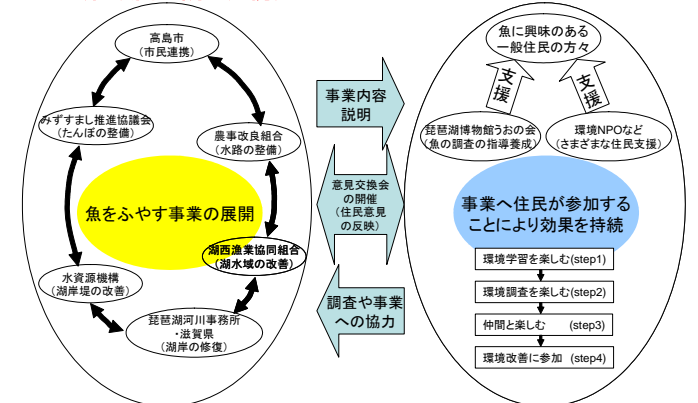 高島市
(市民連携)
みずすまし推進協議会
(たんぼの整備)
農事改良組合
(水路の整備)
魚をふやす事業の展開
湖西漁業協同組合
(湖水域の改善)
水資源機構
(湖岸堤の改善)
琵琶湖河川事務所
・滋賀県
(湖岸の修復)
事業内容
説明
意見交換会
の開催
(住民意見
の反映)
調査や事業
への協力
魚に興味のある
一般住民の方々
支援
支援
琵琶湖博物館うおの会
(魚の調査の指導養成)
環境NPOなど
(さまざまな住民支援)
事業へ住民が参加する
ことにより効果を持続
環境学習を楽しむ(step1)
環境調査を楽しむ(step2)
仲間と楽しむ (step3)
環境改善に参加 (step4)